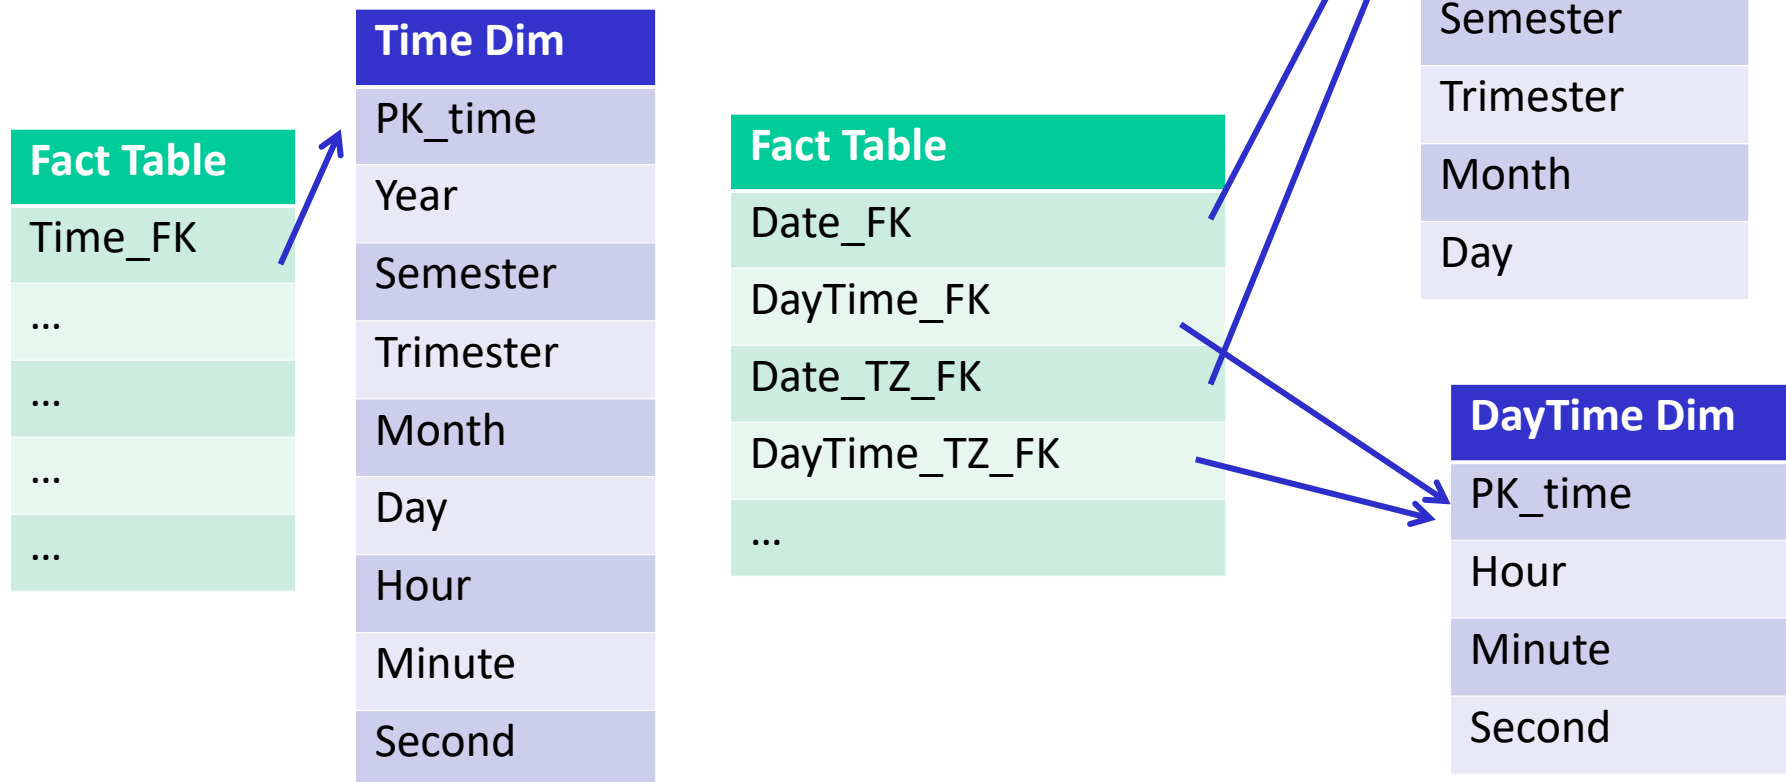 Fact Table
Time_FK
...
...
...
...
Time Dim
PK_time
Year
Semester
Trimester
Month
Day
Hour
Minute
Second
Fact Table
Date_FK
DayTime_FK
Date_TZ_FK
DayTime_TZ_FK
...
Semester
Trimester
Month
Day
DayTime Dim
PK_time
Hour
Minute
Second